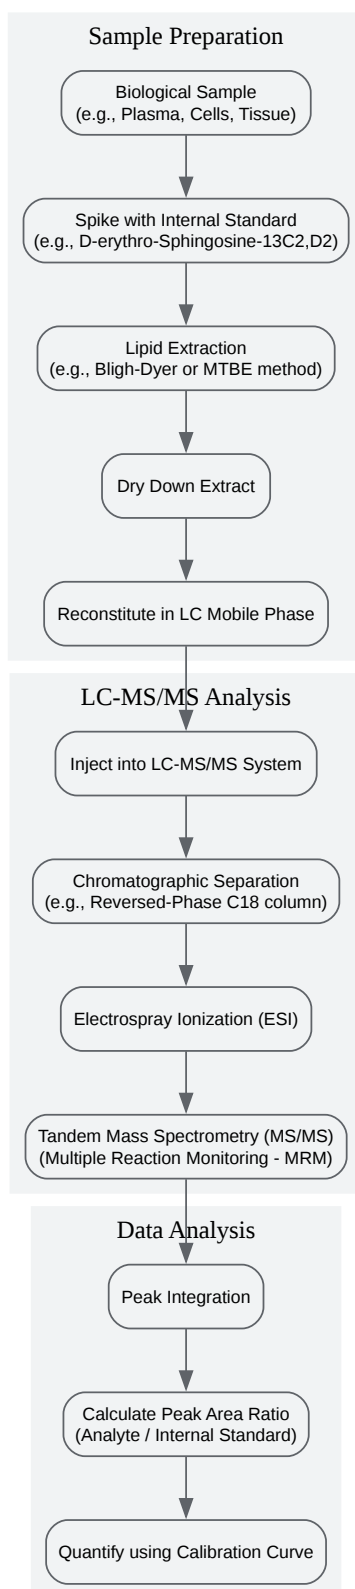 Sample Preparation
Biological Sample
(e.g., Plasma, Cells, Tissue)
Spike with Internal Standard
(e.g., D-erythro-Sphingosine-13C2,D2)
Lipid Extraction
(e.g., Bligh-Dyer or MTBE method)
Dry Down Extract
Reconstitute in LC Mobile Phase
LC-MS/MS Analysis
Inject into LC-MS/MS System
Chromatographic Separation
(e.g., Reversed-Phase C18 column)
Electrospray Ionization (ESI)
Tandem Mass Spectrometry (MS/MS)
(Multiple Reaction Monitoring - MRM)
Data Analysis
Peak Integration
Calculate Peak Area Ratio
(Analyte / Internal Standard)
Quantify using Calibration Curve